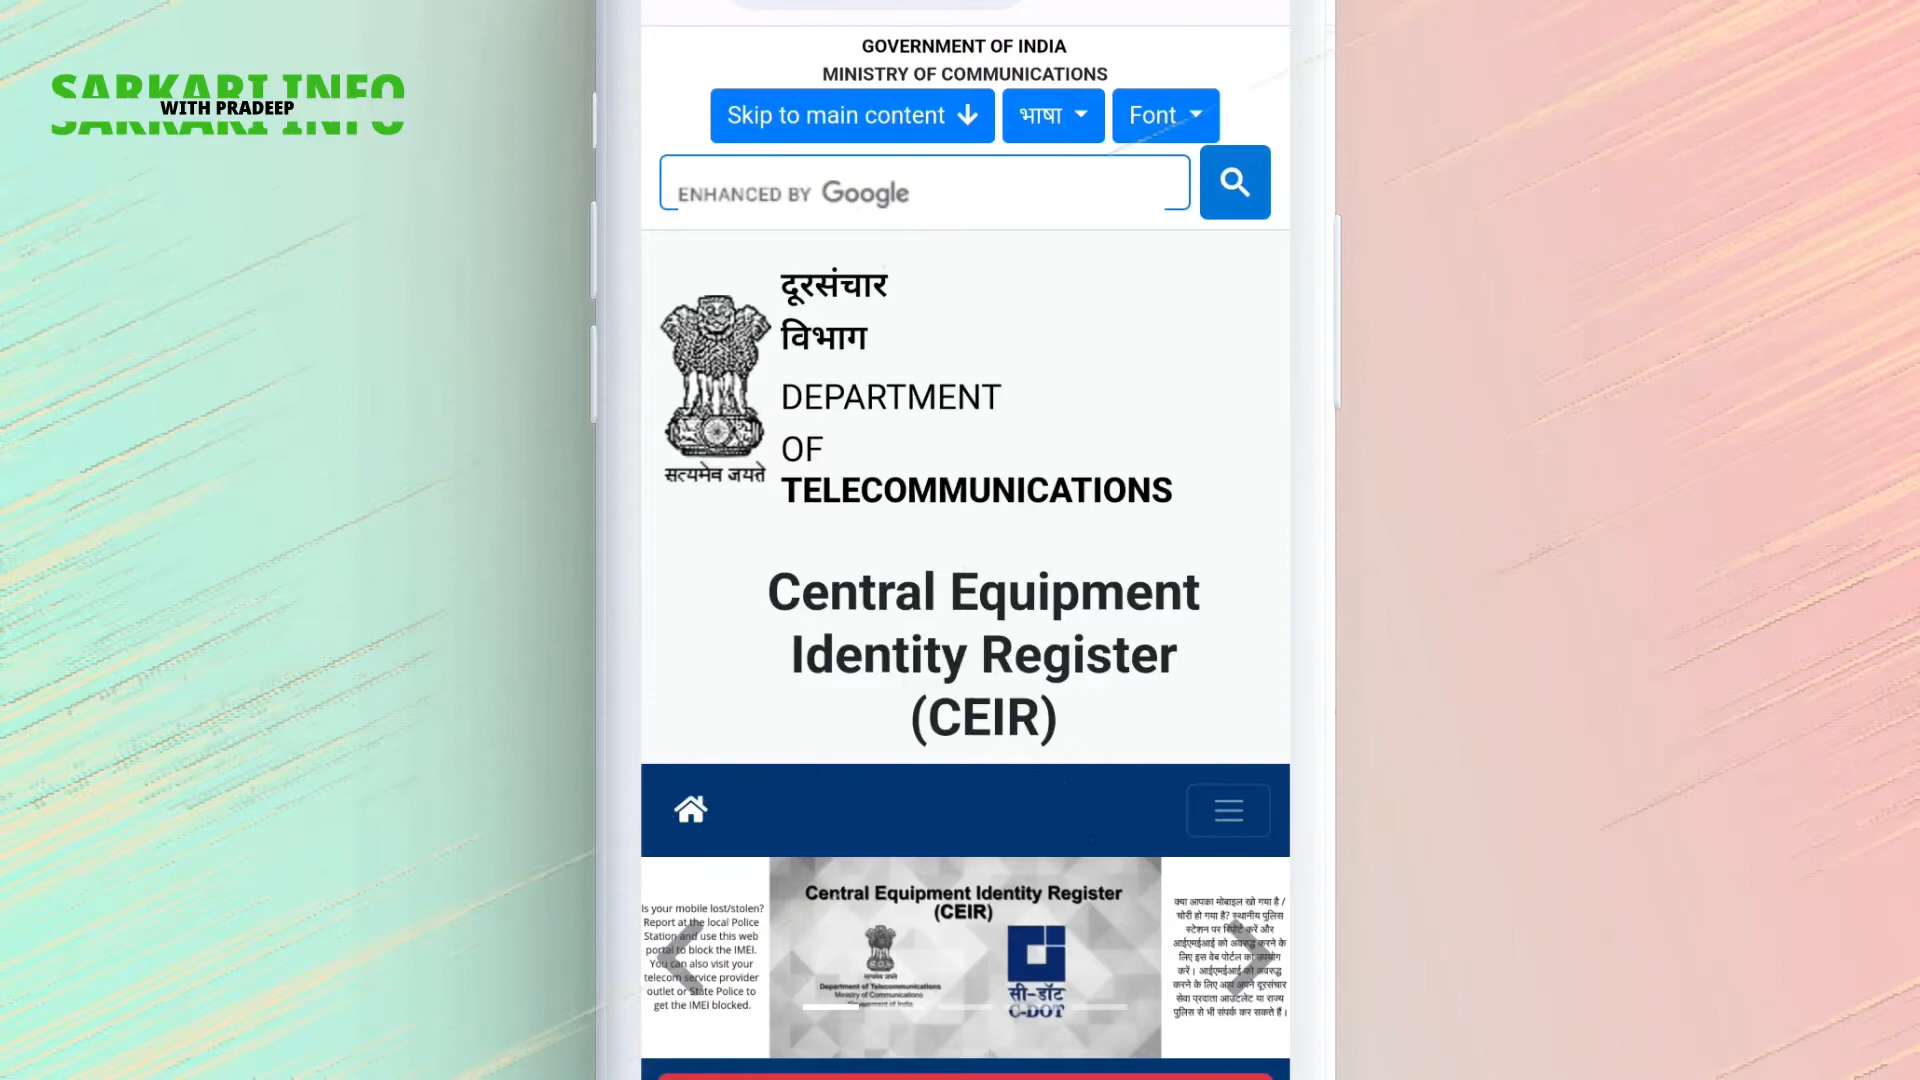 SARKARI INFO
WITH PRADEEP
GOVERNMENT OF INDIA
MINISTRY OF COMMUNICATIONS
Skip to main content
भाषा
Font
ENHANCED BY Google
दूरसंचार
विभाग
DEPARTMENT
OF
TELECOMMUNICATIONS
सत्यमेव जयते
Central Equipment
Identity Register
(CEIR)
Is your mobile lost/stolen?
Report at the local Police
Station and use this web
portal to block the IMEI.
You can also visit your
telecom service provider
outlet or State Police to
get the IMEI blocked.
Central Equipment Identity Register
(CEIR)
सत्यमेव जयते
Department of Telecommunications
Ministry of Communications
Government of India
सी-डॉट
C-DOT
क्या आपका मोबाइल खो गया है /
चोरी हो गया है? स्थानीय पुलिस
स्टेशन पर रिपोर्ट करें और
आईएमईआई को अवरुद्ध करने के
लिए इस वेब पोर्टल का उपयोग
करें। आईएमईआई को अवरुद्ध
करने के लिए आप अपने दूरसंचार
सेवा प्रदाता आउटलेट या राज्य
पुलिस से भी संपर्क कर सकते हैं।